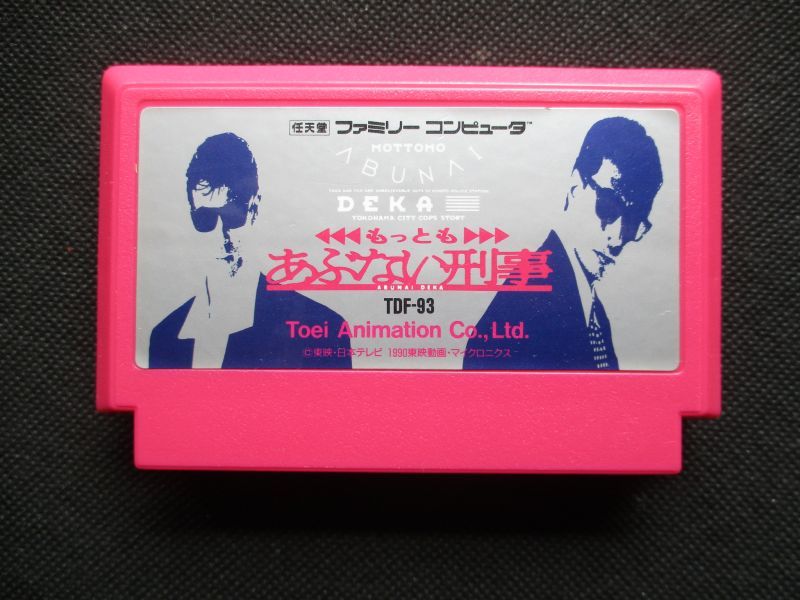 任天堂 ファミリーコンピュータ™
MOTTOMO
ABUNAI
DEKA
YOKOHAMA CITY COPS STORY
もっとも
あぶない刑事
ABUNAI DEKA
TDF-93
Toei Animation Co., Ltd.
©東映・日本テレビ 1990東映動画・マイクロニクス